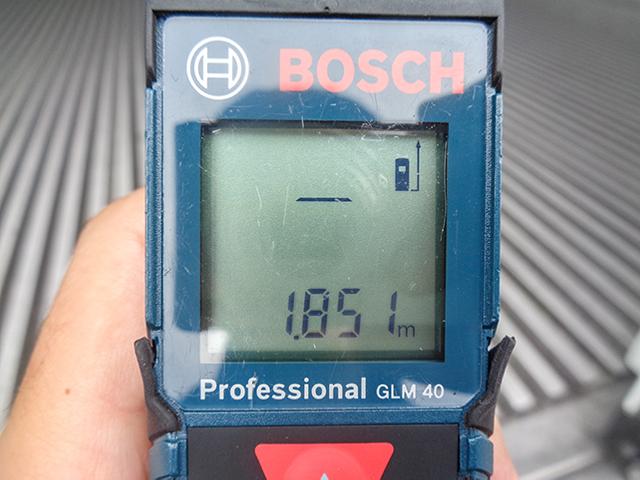 BOSCH
1.851 m
Professional GLM 40